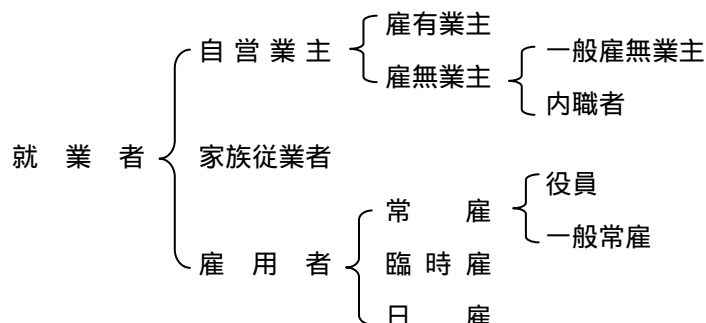 就業者
自営業主
雇有業主
雇無業主
一般雇無業主
内職者
家族従業者
雇用者
常雇
役員
一般常雇
臨時雇
日雇